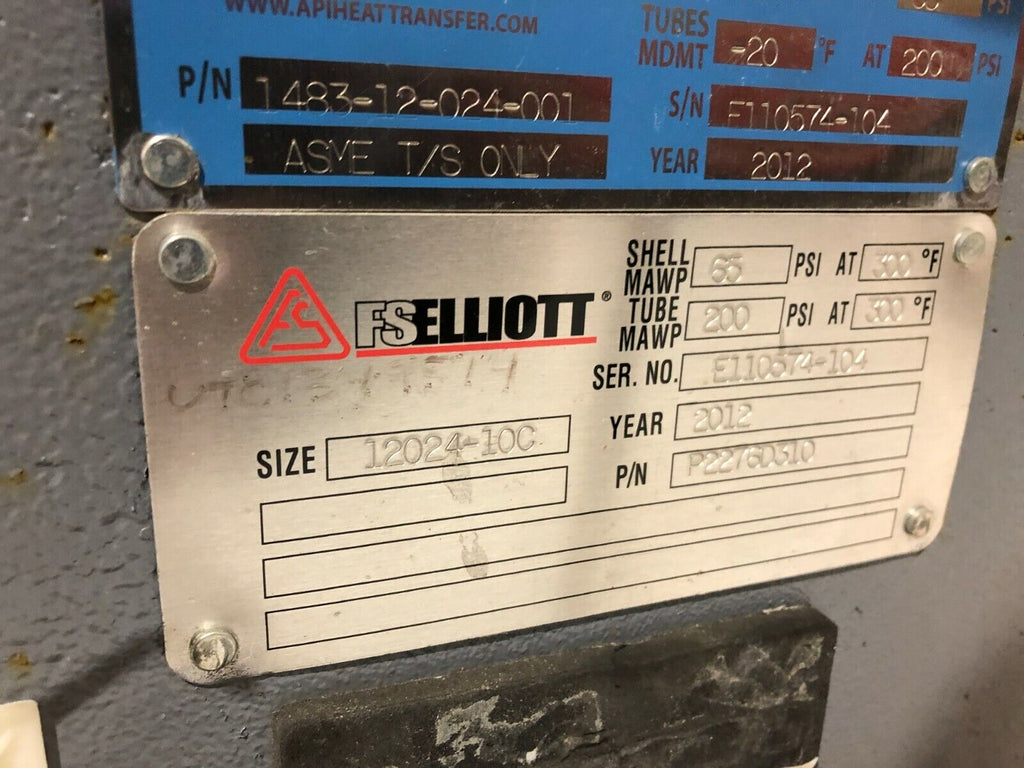 WWW.APIHEATTRANSFER.COM
TUBES
MDMT -20 °F AT 200 PSI
P/N 1483-12-024-001
S/N E110574-104
ASME T/S ONLY
YEAR 2012
FSELLIOTT®
SHELL MAWP 65 PSI AT 300 °F
TUBE MAWP 200 PSI AT 300 °F
SER. NO. E110574-104
YEAR 2012
SIZE 12024-10C
P/N P2276D310